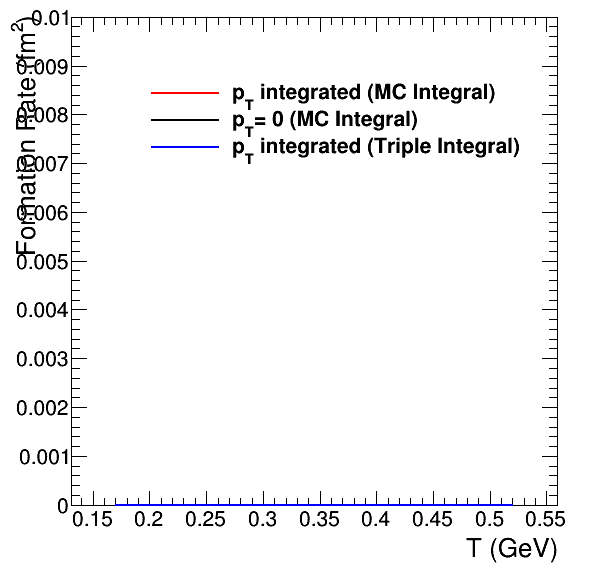 Formation Rate (fm²)
0.01
0.009
0.008
0.007
0.006
0.005
0.004
0.003
0.002
0.001
0
p_T integrated (MC Integral)
p_T= 0 (MC Integral)
p_T integrated (Triple Integral)
0.15 0.2 0.25 0.3 0.35 0.4 0.45 0.5 0.55
T (GeV)